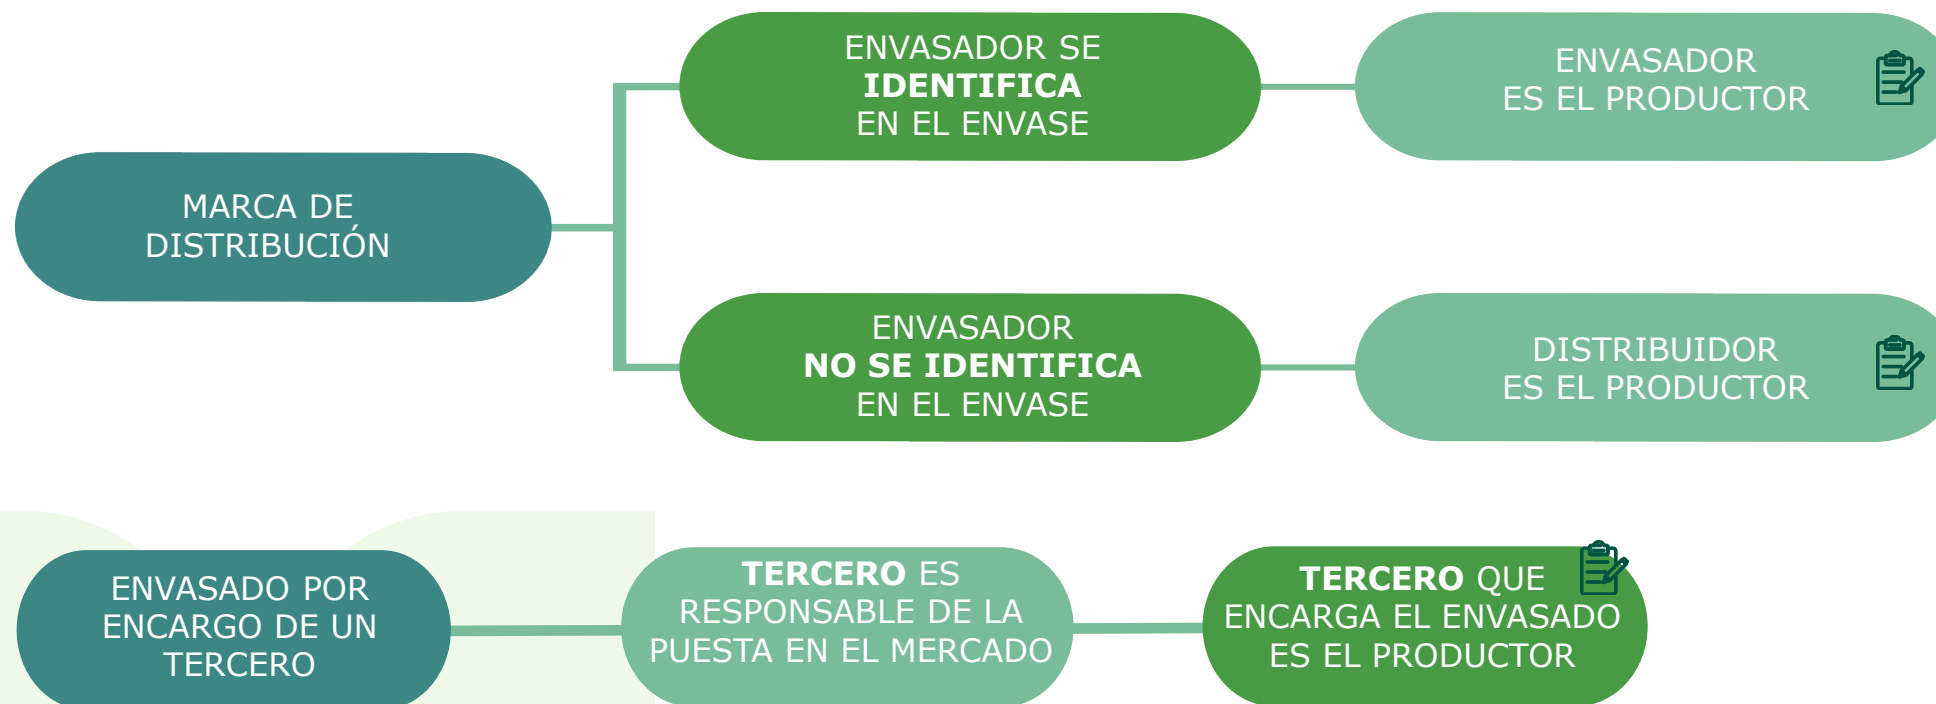 MARCA DE
DISTRIBUCIÓN
ENVASADOR SE
IDENTIFICA
EN EL ENVASE
ENVASADOR
ES EL PRODUCTOR
ENVASADOR
NO SE IDENTIFICA
EN EL ENVASE
DISTRIBUIDOR
ES EL PRODUCTOR
ENVASADO POR
ENCARGO DE UN
TERCERO
TERCERO ES
RESPONSABLE DE LA
PUESTA EN EL MERCADO
TERCERO QUE
ENCARGA EL ENVASADO
ES EL PRODUCTOR